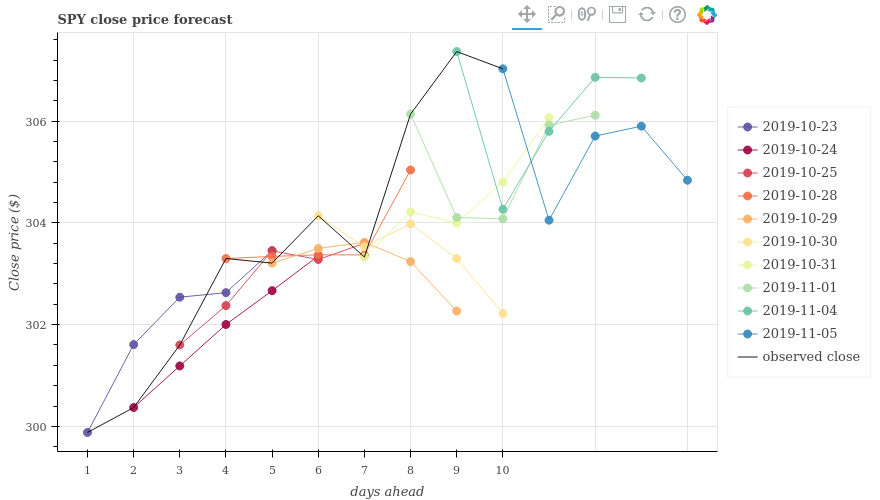 SPY close price forecast
Close price ($)
306
304
302
300
1 2 3 4 5 6 7 8 9 10
days ahead
2019-10-23
2019-10-24
2019-10-25
2019-10-28
2019-10-29
2019-10-30
2019-10-31
2019-11-01
2019-11-04
2019-11-05
observed close